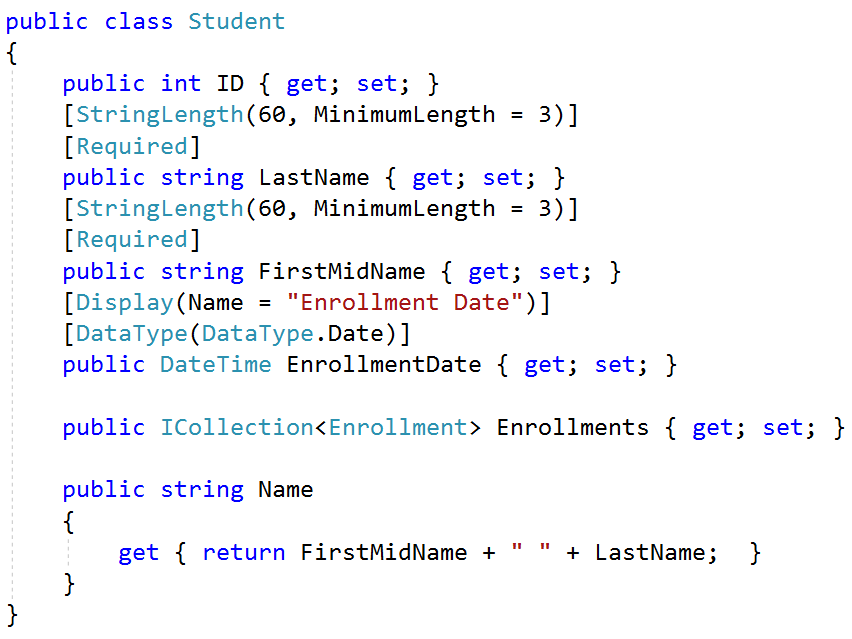 public class Student
{
    public int ID { get; set; }
    [StringLength(60, MinimumLength = 3)]
    [Required]
    public string LastName { get; set; }
    [StringLength(60, MinimumLength = 3)]
    [Required]
    public string FirstMidName { get; set; }
    [Display(Name = "Enrollment Date")]
    [DataType(DataType.Date)]
    public DateTime EnrollmentDate { get; set; }

    public ICollection<Enrollment> Enrollments { get; set; }

    public string Name
    {
        get { return FirstMidName + " " + LastName;  }
    }
}